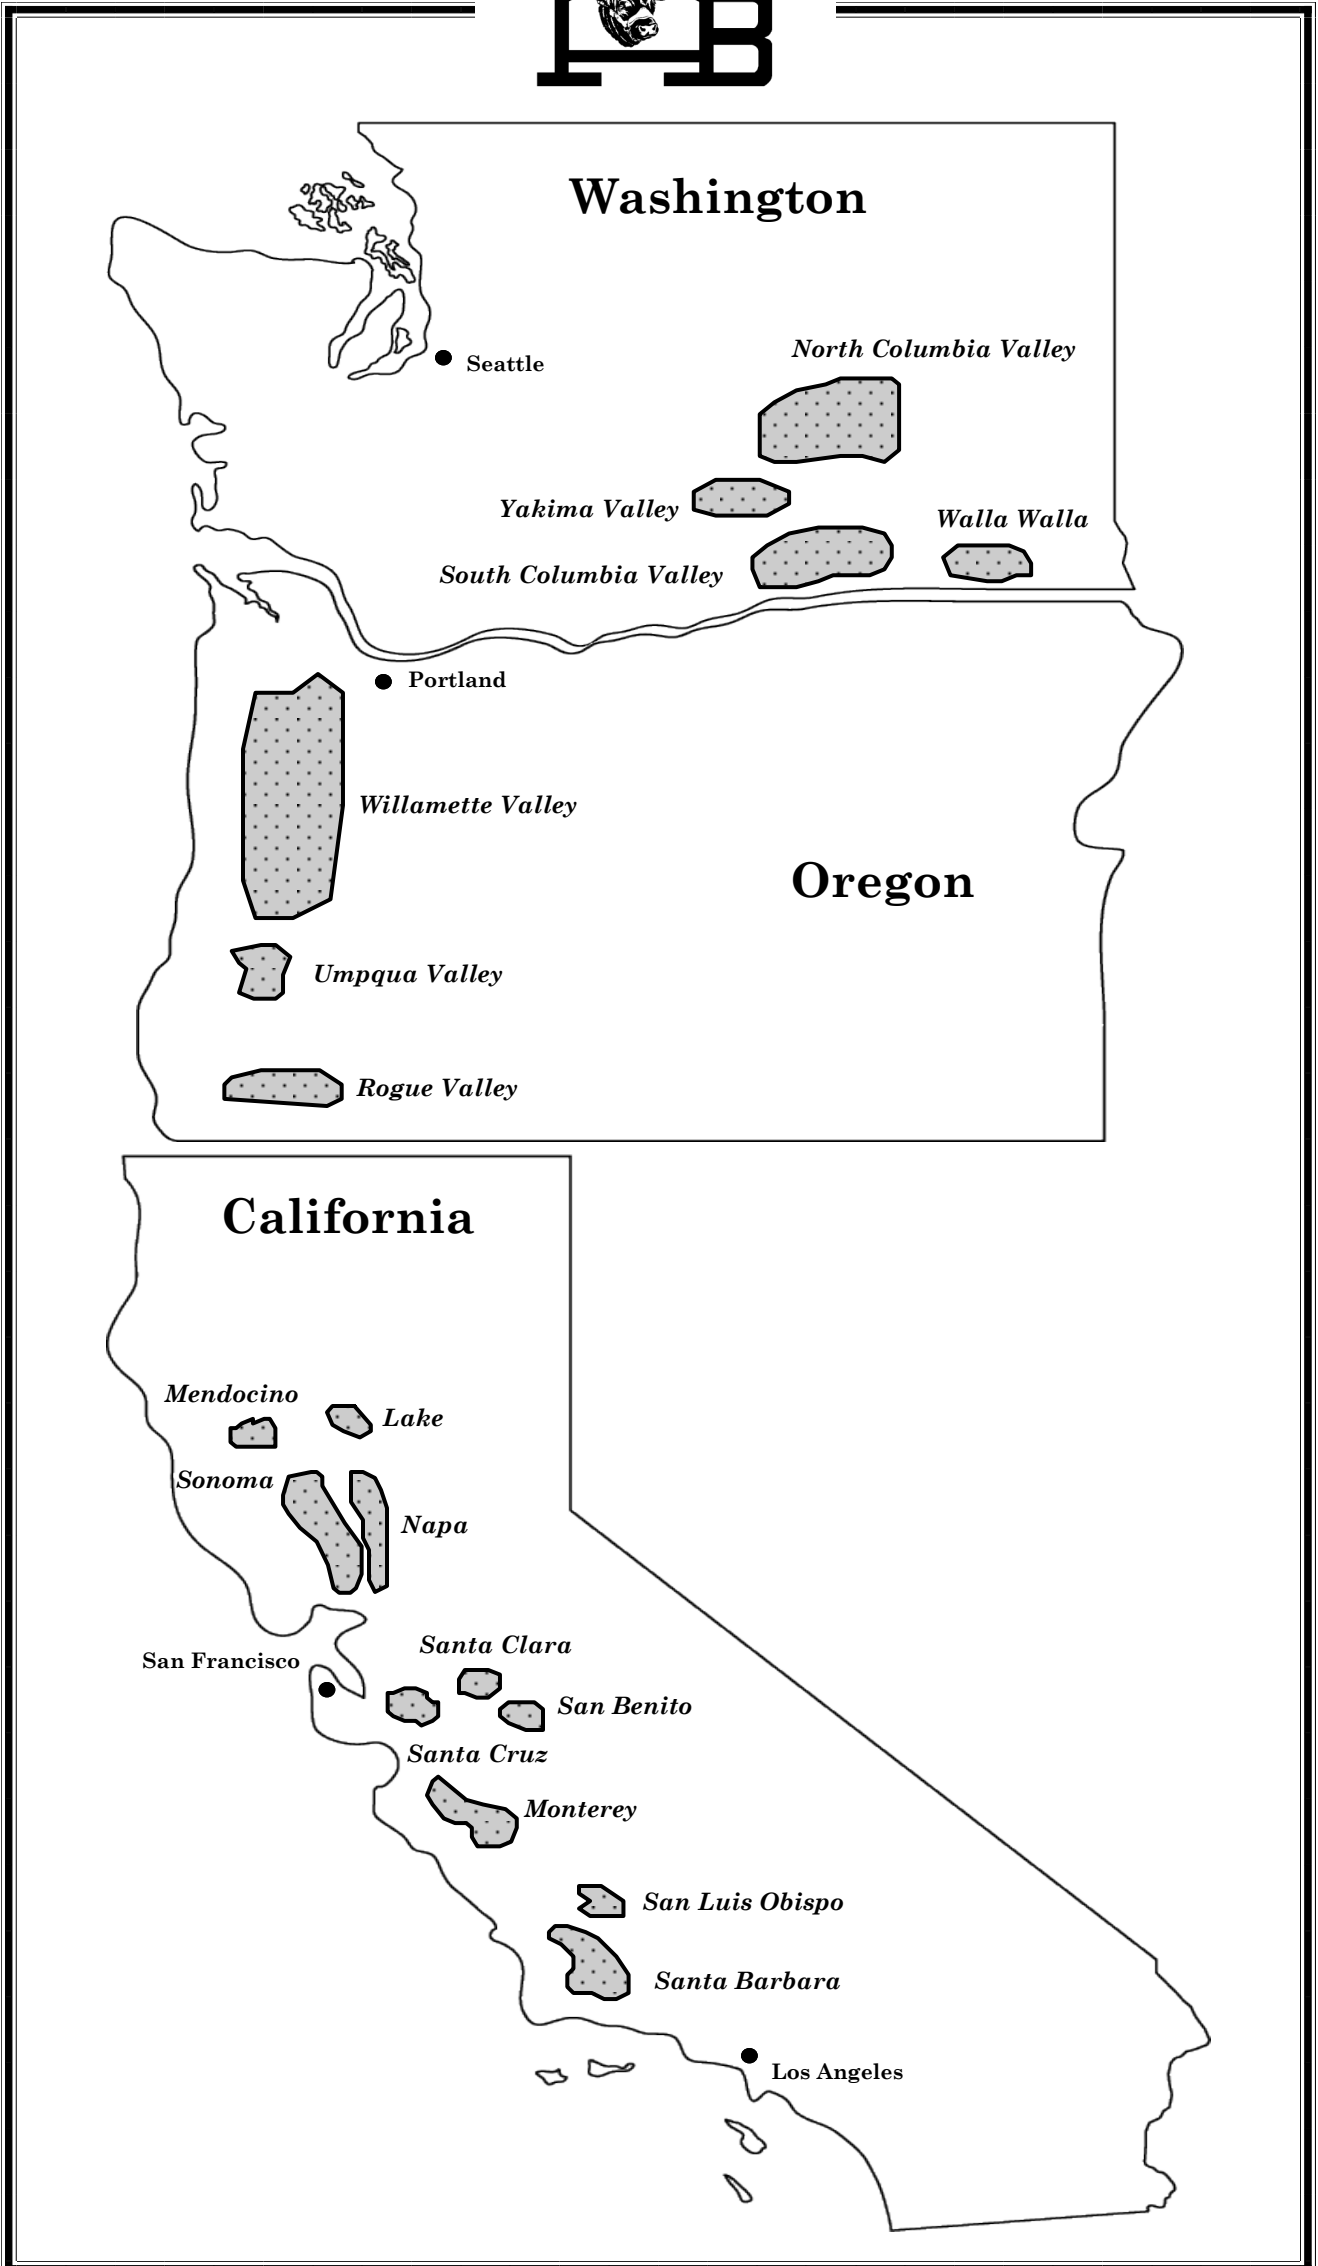 B
Washington
North Columbia Valley
Seattle
Yakima Valley
Walla Walla
South Columbia Valley
Portland
Willamette Valley
Oregon
Umpqua Valley
Rogue Valley
California
Mendocino
Lake
Sonoma
Napa
Santa Clara
San Francisco
San Benito
Santa Cruz
Monterey
San Luis Obispo
Santa Barbara
Los Angeles